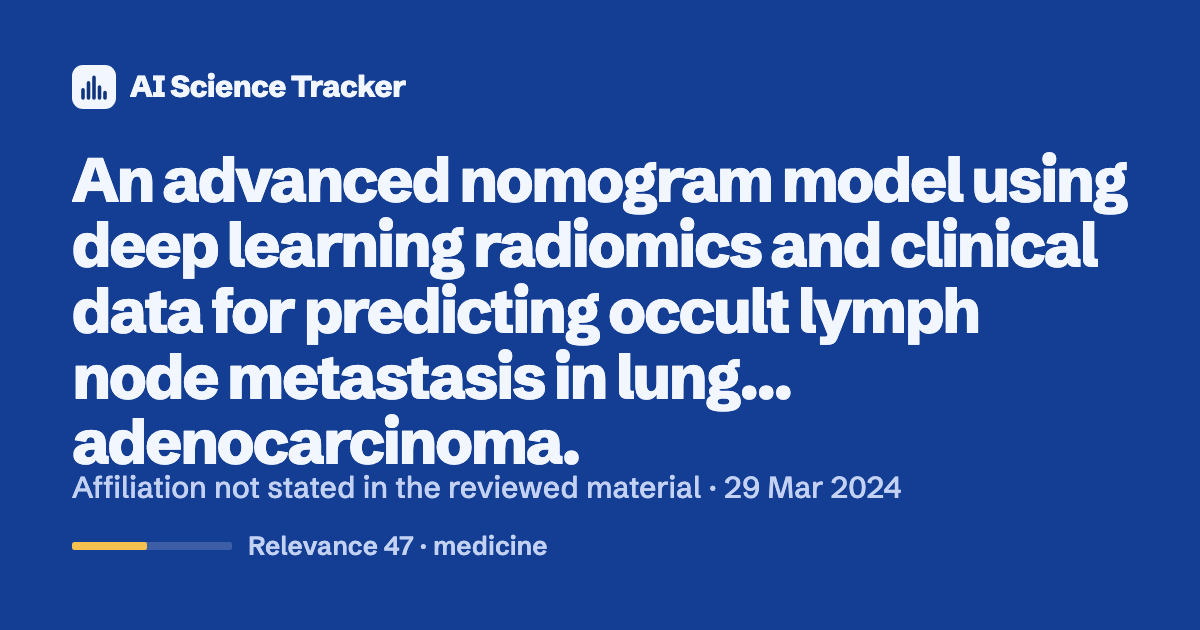 AI Science Tracker
An advanced nomogram model using
deep learning radiomics and clinical
data for predicting occult lymph
node metastasis in lung...
adenocarcinoma.
Affiliation not stated in the reviewed material · 29 Mar 2024
Relevance 47 · medicine